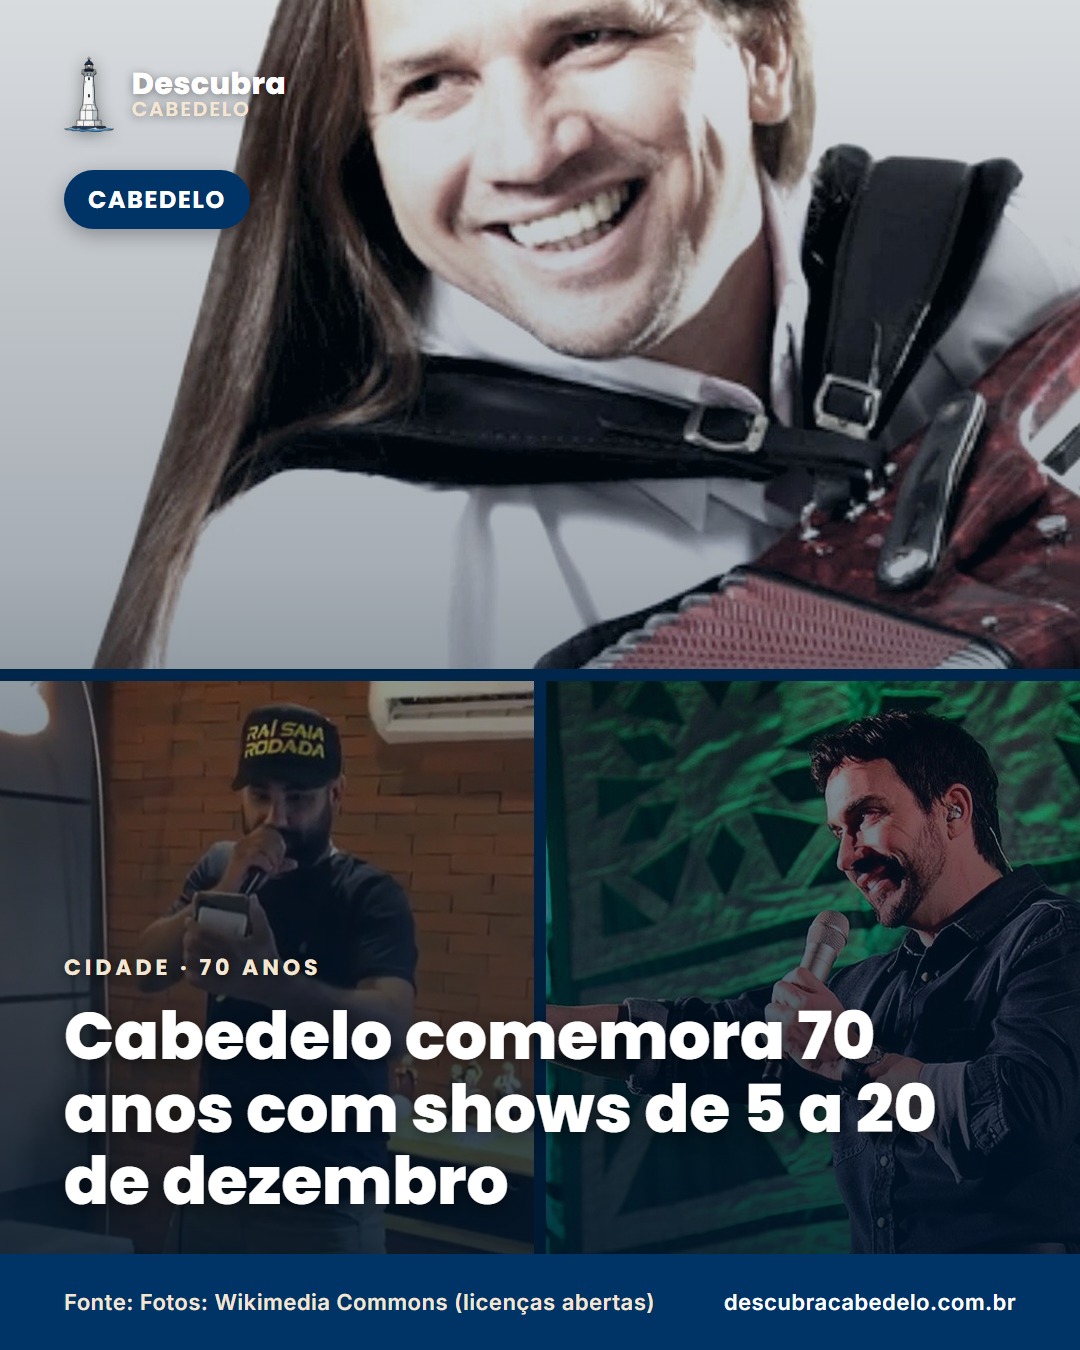 Descubra
CABEDELO
CABEDELO
RAÍ SAIA
RODADA
CIDADE · 70 ANOS
Cabedelo comemora 70
anos com shows de 5 a 20
de dezembro
Fonte: Fotos: Wikimedia Commons (licenças abertas)
descubracabedelo.com.br